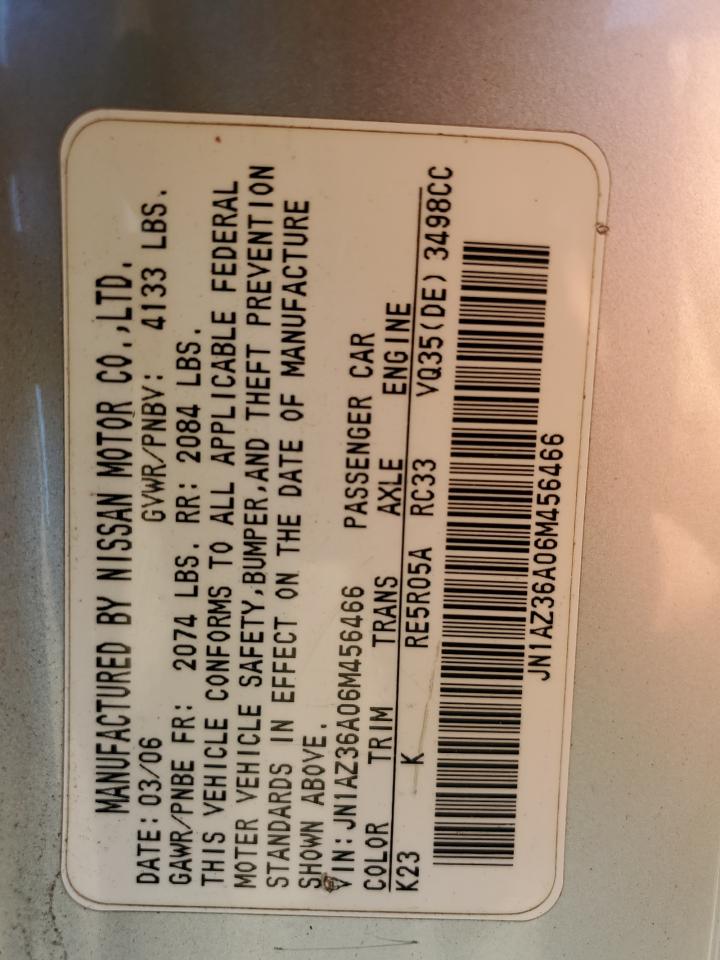 MANUFACTURED BY NISSAN MOTOR CO.,LTD.
DATE: 03/06 GVWR/PNBV: 4133 LBS.
GAWR/PNBE FR: 2074 LBS. RR: 2084 LBS.
THIS VEHICLE CONFORMS TO ALL APPLICABLE FEDERAL
MOTER VEHICLE SAFETY,BUMPER,AND THEFT PREVENTION
STANDARDS IN EFFECT ON THE DATE OF MANUFACTURE
SHOWN ABOVE.
VIN: JN1AZ36A06M456466 PASSENGER CAR
COLOR TRIM TRANS AXLE ENGINE
K23 K RE5R05A RC33 VQ35(DE) 3498CC
JN1AZ36A06M456466